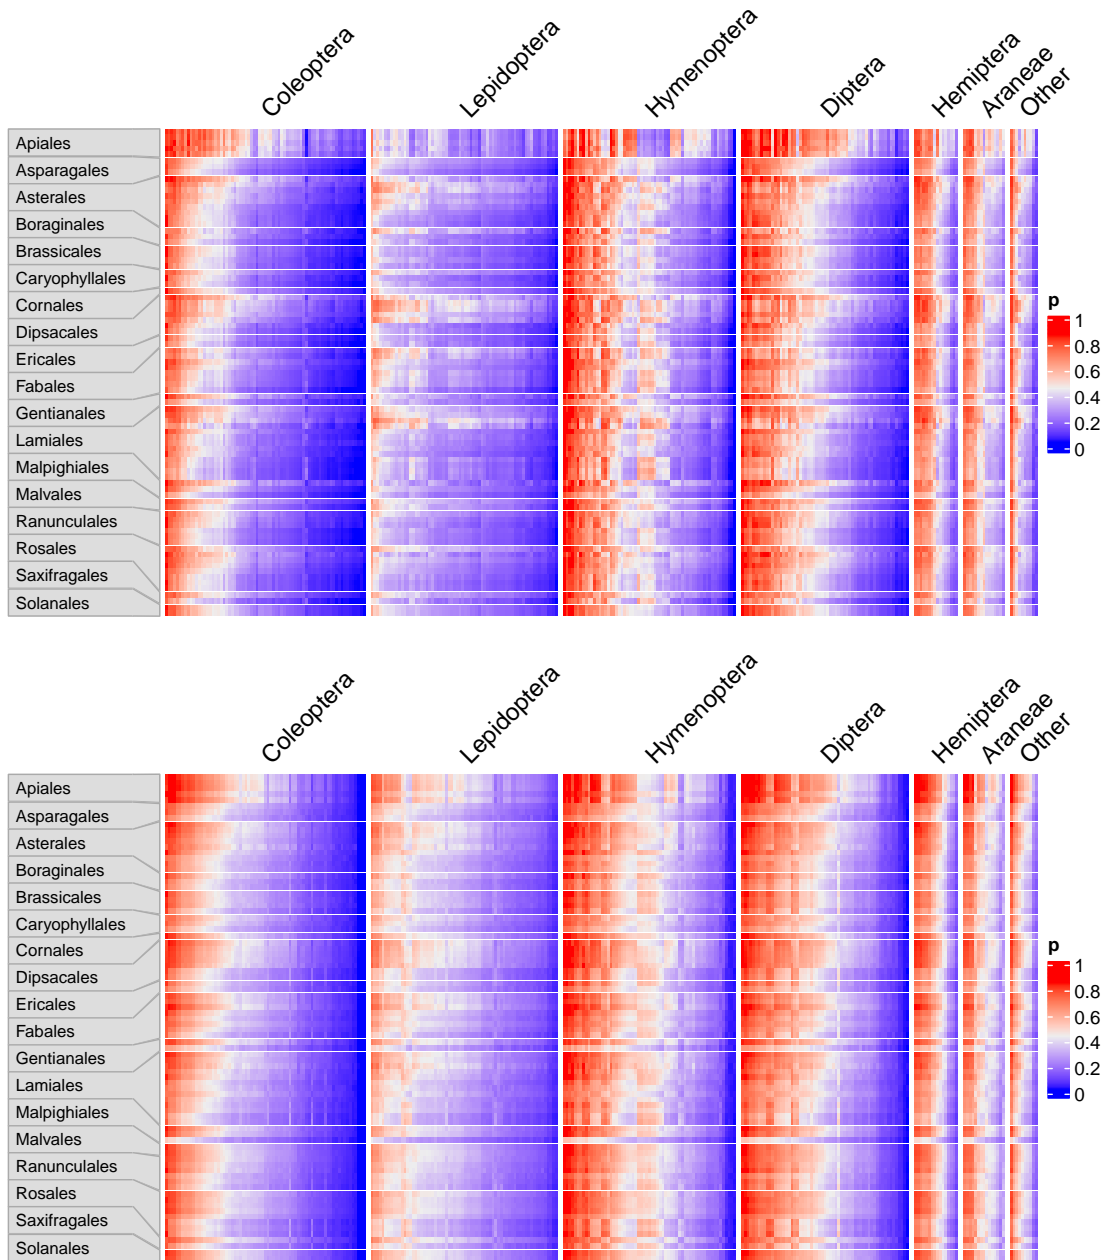 Coleoptera
Lepidoptera
Hymenoptera
Diptera
Hemiptera
Araneae
Other
Apiales
Asparagales
Asterales
Boraginales
Brassicales
Caryophyllales
Cornales
Dipsacales
Ericales
Fabales
Gentianales
Lamiales
Malpighiales
Malvales
Ranunculales
Rosales
Saxifragales
Solanales
p
1
0.8
0.6
0.4
0.2
0
Coleoptera
Lepidoptera
Hymenoptera
Diptera
Hemiptera
Araneae
Other
Apiales
Asparagales
Asterales
Boraginales
Brassicales
Caryophyllales
Cornales
Dipsacales
Ericales
Fabales
Gentianales
Lamiales
Malpighiales
Malvales
Ranunculales
Rosales
Saxifragales
Solanales
p
1
0.8
0.6
0.4
0.2
0